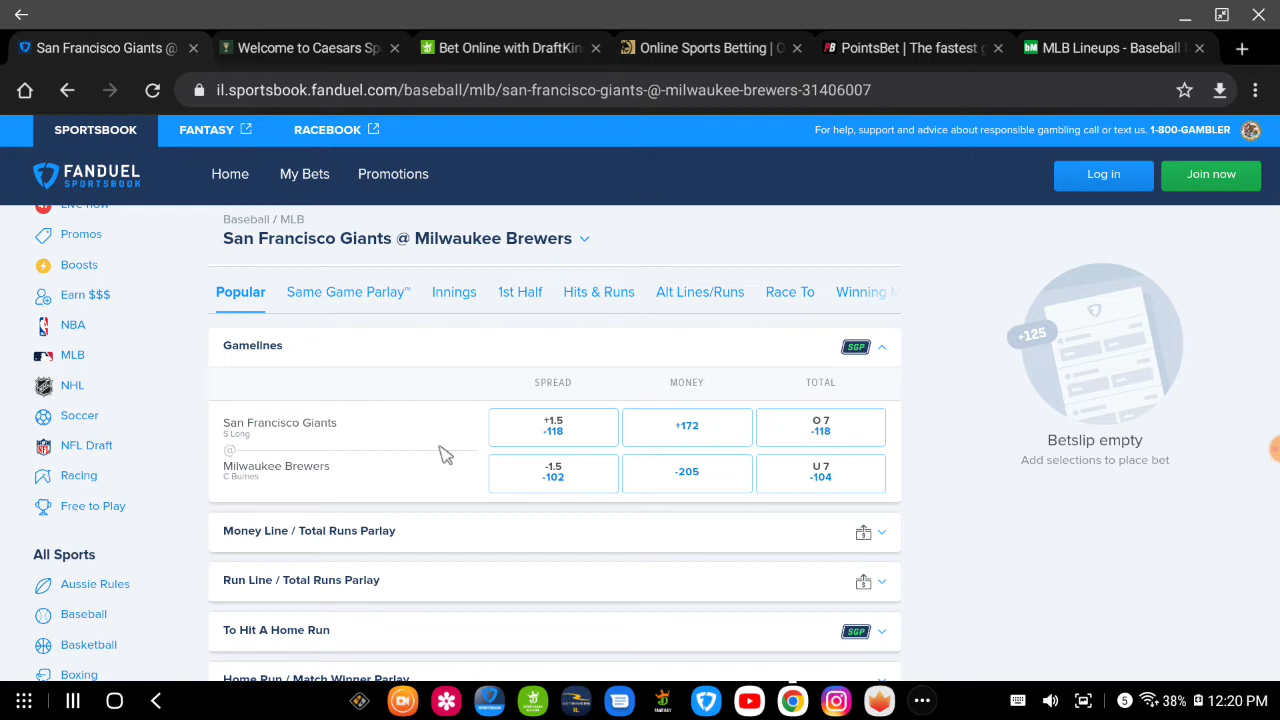 San Francisco Giants @
Welcome to Caesars Sp
Bet Online with DraftKin
Online Sports Betting | O
PointsBet | The fastest g
MLB Lineups - Baseball
il.sportsbook.fanduel.com/baseball/mlb/san-francisco-giants-@-milwaukee-brewers-31406007
SPORTSBOOK
FANTASY
RACEBOOK
For help, support and advice about responsible gambling call or text us. 1-800-GAMBLER
FANDUEL
SPORTSBOOK
Home
My Bets
Promotions
Log in
Join now
Live now
Promos
Boosts
Earn $$$
NBA
MLB
NHL
Soccer
NFL Draft
Racing
Free to Play
All Sports
Aussie Rules
Baseball
Basketball
Boxing
Baseball / MLB
San Francisco Giants @ Milwaukee Brewers
Popular
Same Game Parlay™
Innings
1st Half
Hits & Runs
Alt Lines/Runs
Race To
Winning M
Gamelines
SGP
SPREAD
MONEY
TOTAL
San Francisco Giants
S Long
+1.5
-118
+172
O 7
-118
@
Milwaukee Brewers
C Burnes
-1.5
-102
-205
U 7
-104
Money Line / Total Runs Parlay
Run Line / Total Runs Parlay
To Hit A Home Run
SGP
Home Run / Match Winner Parlay
+125
Betslip empty
Add selections to place bet
5
38%
12:20 PM